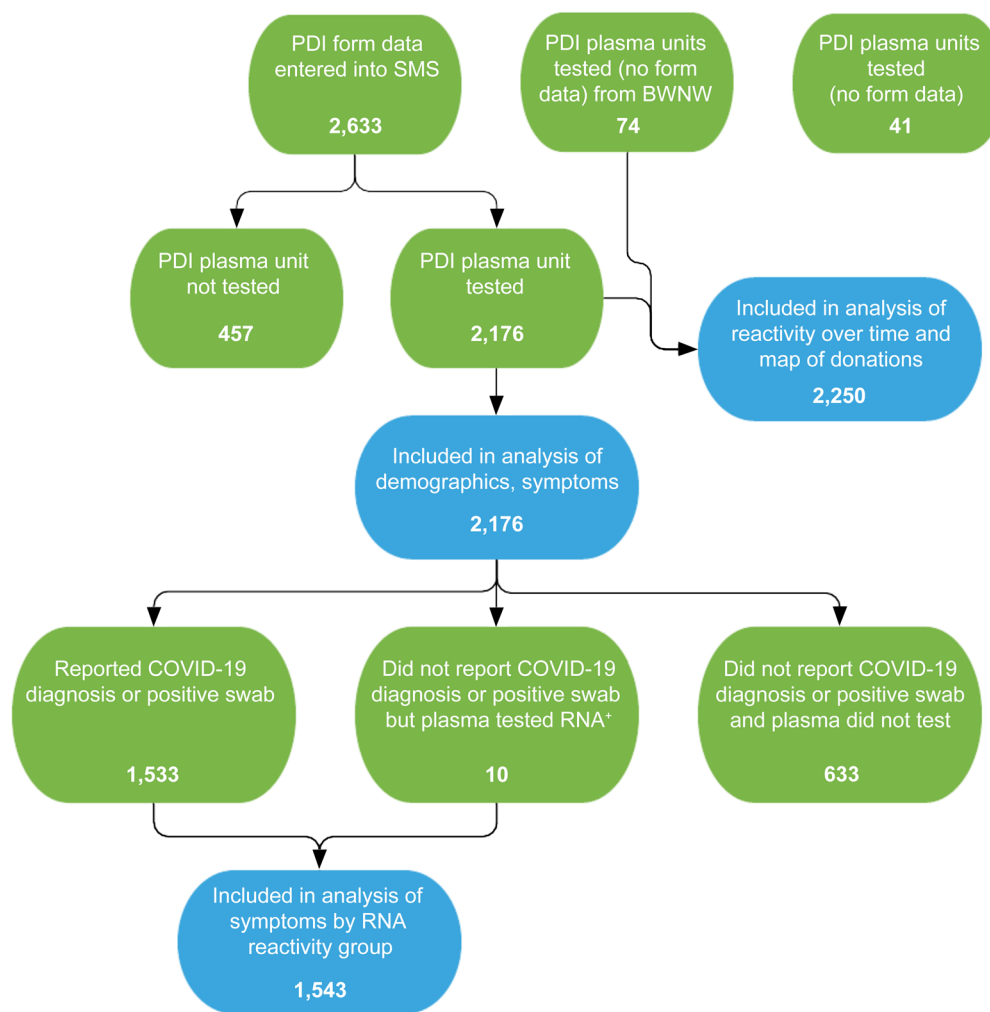 PDI form data
entered into SMS
2,633
PDI plasma units
tested (no form
data) from BWNW
74
PDI plasma units
tested
(no form data)
41
PDI plasma unit
not tested
457
PDI plasma unit
tested
2,176
Included in analysis of
reactivity over time and
map of donations
2,250
Included in analysis of
demographics, symptoms
2,176
Reported COVID-19
diagnosis or positive swab
1,533
Did not report COVID-19
diagnosis or positive swab
but plasma tested RNA⁺
10
Did not report COVID-19
diagnosis or positive swab
and plasma did not test
633
Included in analysis of
symptoms by RNA
reactivity group
1,543